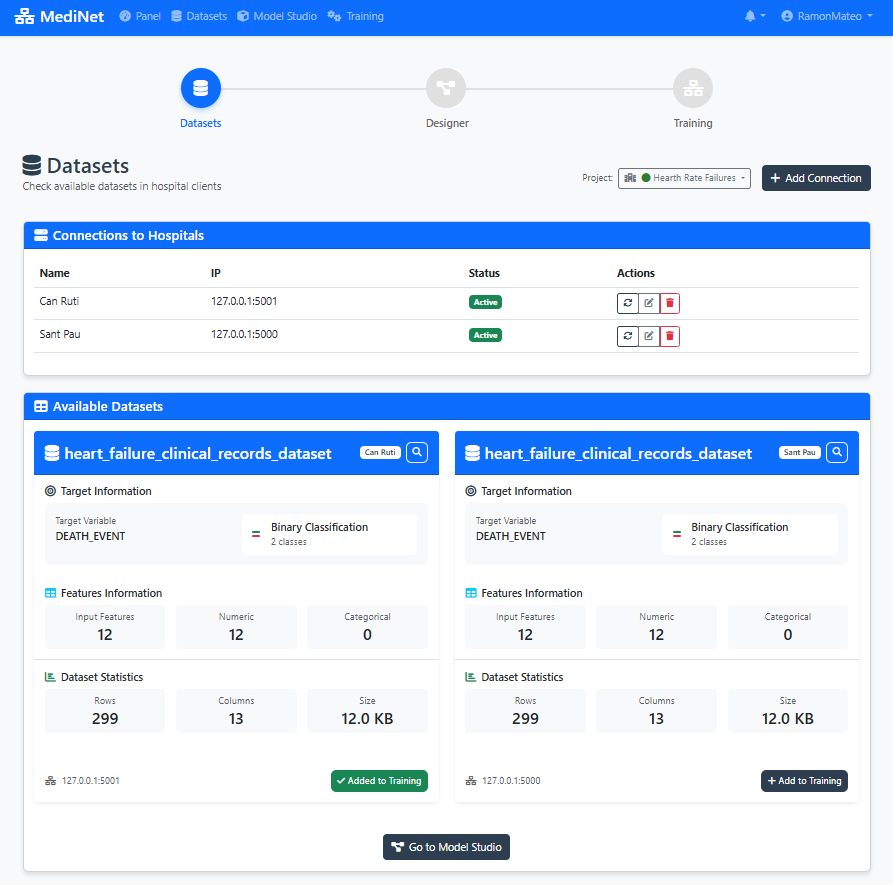 MediNet Panel Datasets Model Studio Training RamonMateo
Datasets Designer Training
Datasets
Check available datasets in hospital clients
Project: Hearth Rate Failures Add Connection
Connections to Hospitals
Name IP Status Actions
Can Ruti 127.0.0.1:5001 Active
Sant Pau 127.0.0.1:5000 Active
Available Datasets
heart_failure_clinical_records_dataset Can Ruti
Target Information
Target Variable
DEATH_EVENT
Binary Classification
2 classes
Features Information
Input Features Numeric Categorical
12 12 0
Dataset Statistics
Rows Columns Size
299 13 12.0 KB
127.0.0.1:5001 Added to Training
heart_failure_clinical_records_dataset Sant Pau
Target Information
Target Variable
DEATH_EVENT
Binary Classification
2 classes
Features Information
Input Features Numeric Categorical
12 12 0
Dataset Statistics
Rows Columns Size
299 13 12.0 KB
127.0.0.1:5000 Add to Training
Go to Model Studio